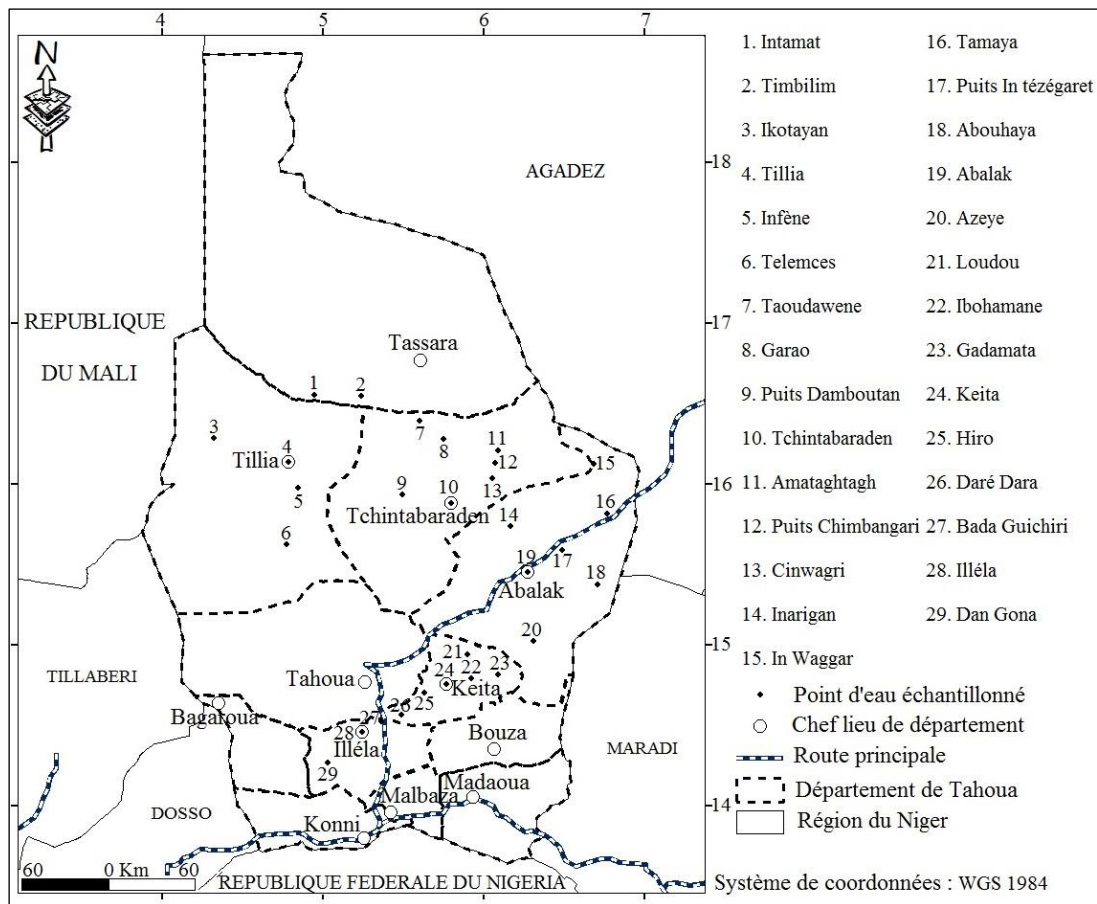 4 5 6 7
N
18
17
16
15
14
AGADEZ
REPUBLIQUE
DU MALI
Tassara
1 2
3
7
8
11
Tillia 4
12
15
5
9
10
13
Tchintabaraden
14
16
6
19
17
Abalak
18
20
TILLABERI
21
Tahoua
24 22 23
Keita
Bagaroua
26 25
27
28
Illéla
Bouza
MARADI
29
Madaoua
DOSSO
Malbaza
Konni
60 0 Km 60
REPUBLIQUE FEDERALE DU NIGERIA
1. Intamat
2. Timbilim
3. Ikotayan
4. Tillia
5. Infène
6. Telemces
7. Taoudawene
8. Garao
9. Puits Damboutan
10. Tchintabaraden
11. Amataghtagh
12. Puits Chimbangari
13. Cinwagri
14. Inarigan
15. In Waggar
16. Tamaya
17. Puits In tézégaret
18. Abouhaya
19. Abalak
20. Azeye
21. Loudou
22. Ibohamane
23. Gadamata
24. Keita
25. Hiro
26. Daré Dara
27. Bada Guichiri
28. Illéla
29. Dan Gona
Point d'eau échantillonné
Chef lieu de département
Route principale
Département de Tahoua
Région du Niger
Système de coordonnées : WGS 1984